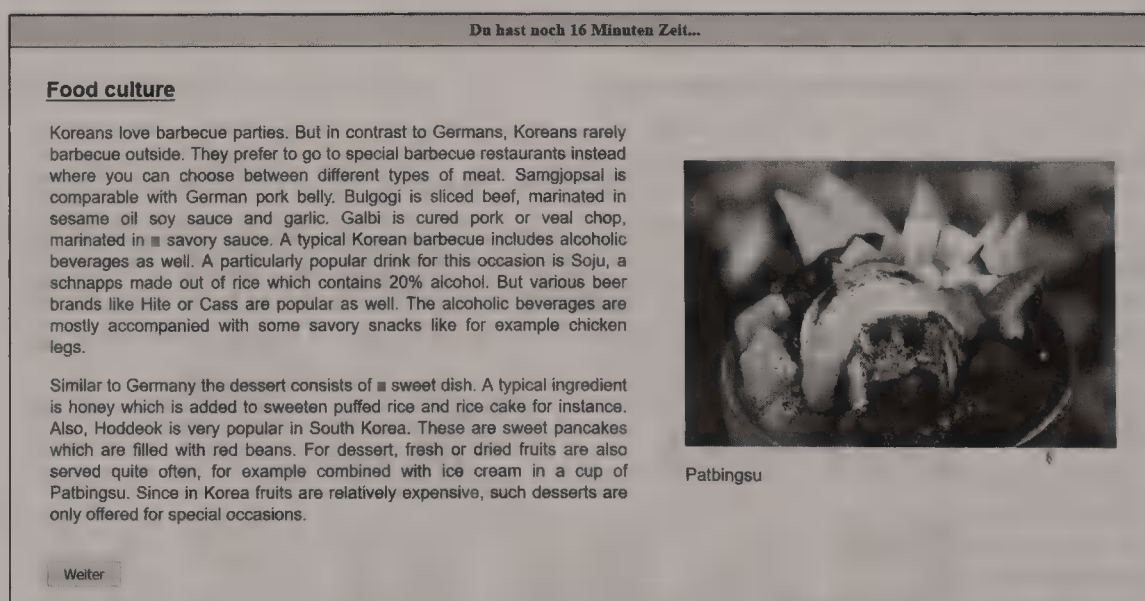 Du hast noch 16 Minuten Zeit...
Food culture
Koreans love barbecue parties. But in contrast to Germans, Koreans rarely
barbecue outside. They prefer to go to special barbecue restaurants instead
where you can choose between different types of meat. Samgjopsal is
comparable with German pork belly. Bulgogi is sliced beef, marinated in
sesame oil soy sauce and garlic. Galbi is cured pork or veal chop,
marinated in savory sauce. A typical Korean barbecue includes alcoholic
beverages as well. A particularly popular drink for this occasion is Soju, a
schnapps made out of rice which contains 20% alcohol. But various beer
brands like Hite or Cass are popular as well. The alcoholic beverages are
mostly accompanied with some savory snacks like for example chicken
legs.
Similar to Germany the dessert consists of sweet dish. A typical ingredient
is honey which is added to sweeten puffed rice and rice cake for instance.
Also, Hoddeok is very popular in South Korea. These are sweet pancakes
which are filled with red beans. For dessert, fresh or dried fruits are also
served quite often, for example combined with ice cream in a cup of
Patbingsu. Since in Korea fruits are relatively expensive, such desserts are
only offered for special occasions.
Patbingsu
Weiter